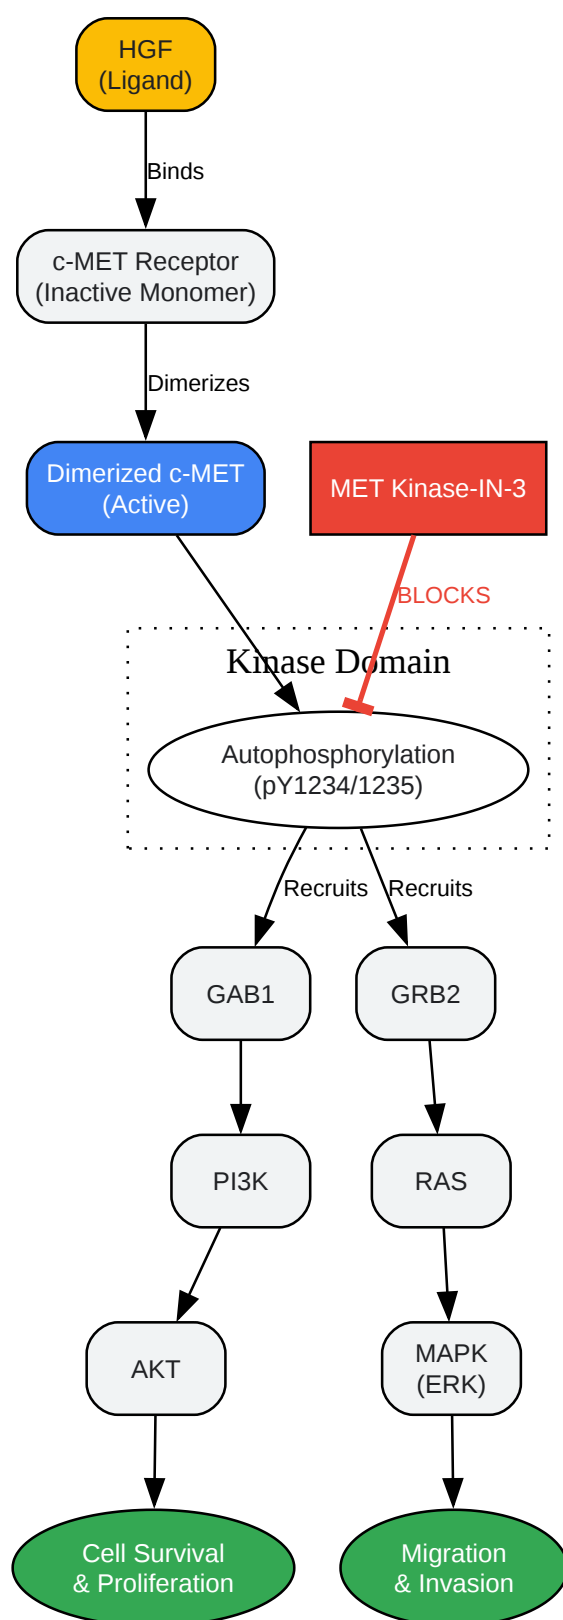 HGF
(Ligand)
Binds
c-MET Receptor
(Inactive Monomer)
Dimerizes
Dimerized c-MET
(Active)
MET Kinase-IN-3
BLOCKS
Kinase Domain
Autophosphorylation
(pY1234/1235)
Recruits
Recruits
GAB1
GRB2
PI3K
RAS
AKT
MAPK
(ERK)
Cell Survival
& Proliferation
Migration
& Invasion